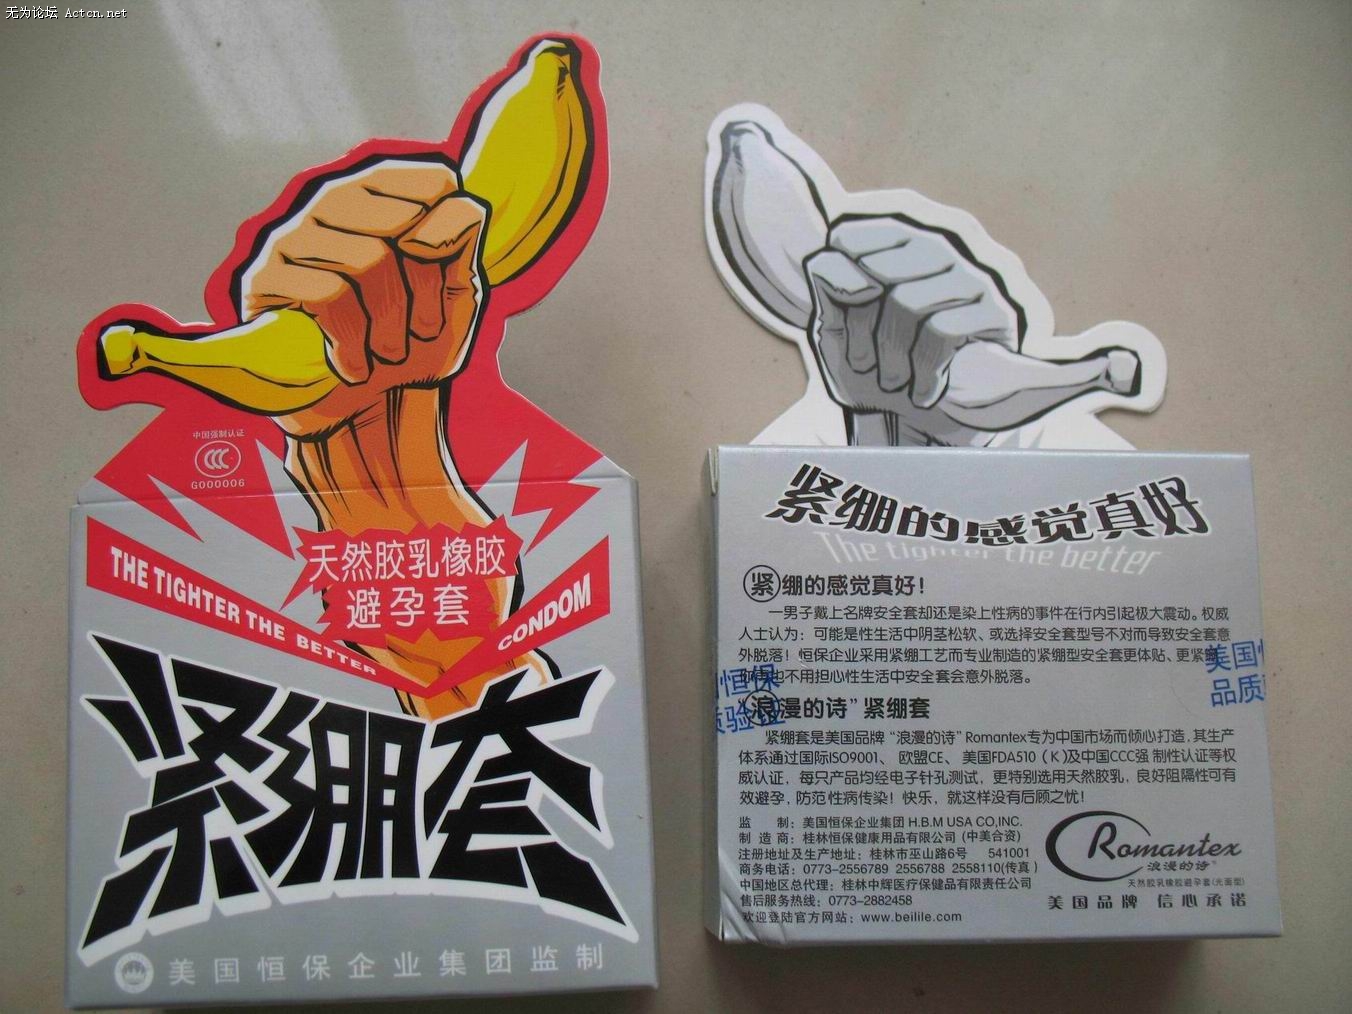 无为论坛 Actcn.net
中国强制认证
CCC
G000006
THE TIGHTER THE BETTER
CONDOM
天然胶乳橡胶
避孕套
紧绷套
美国恒保企业集团监制
紧绷的感觉真好
The tighter the better
紧绷的感觉真好!
一男子戴上名牌安全套却还是染上性病的事件在行内引起极大震动。权威
人士认为:可能是性生活中阴茎松软、或选择安全套型号不对而导致安全套意
外脱落!恒保企业采用紧绷工艺而专业制造的紧绷型安全套更体贴、更紧
也不用担心性生活中安全套会意外脱落。
“浪漫的诗”紧绷套
紧绷套是美国品牌“浪漫的诗”Romantex专为中国市场而倾心打造,其生产
体系通过国际ISO9001、欧盟CE、美国FDA510(K)及中国CCC强 制性认证等权
威认证,每只产品均经电子针孔测试,更特别选用天然胶乳,良好阻隔性可有
效避孕,防范性病传染!快乐,就这样没有后顾之忧!
监 制:美国恒保企业集团 H.B.M USA CO,INC.
制 造 商:桂林恒保健康用品有限公司(中美合资)
注册地址及生产地址:桂林市巫山路6号 541001
商务电话:0773-2556789 2556788 2558110(传真)
中国地区总代理:桂林中辉医疗保健品有限责任公司
售后服务热线:0773-2882458
欢迎登陆官方网站:www.beilile.com
Romantex
浪漫的诗
天然胶乳橡胶避孕套(光面型)
美国品牌 信心承诺
恒保
验证
美国
品质